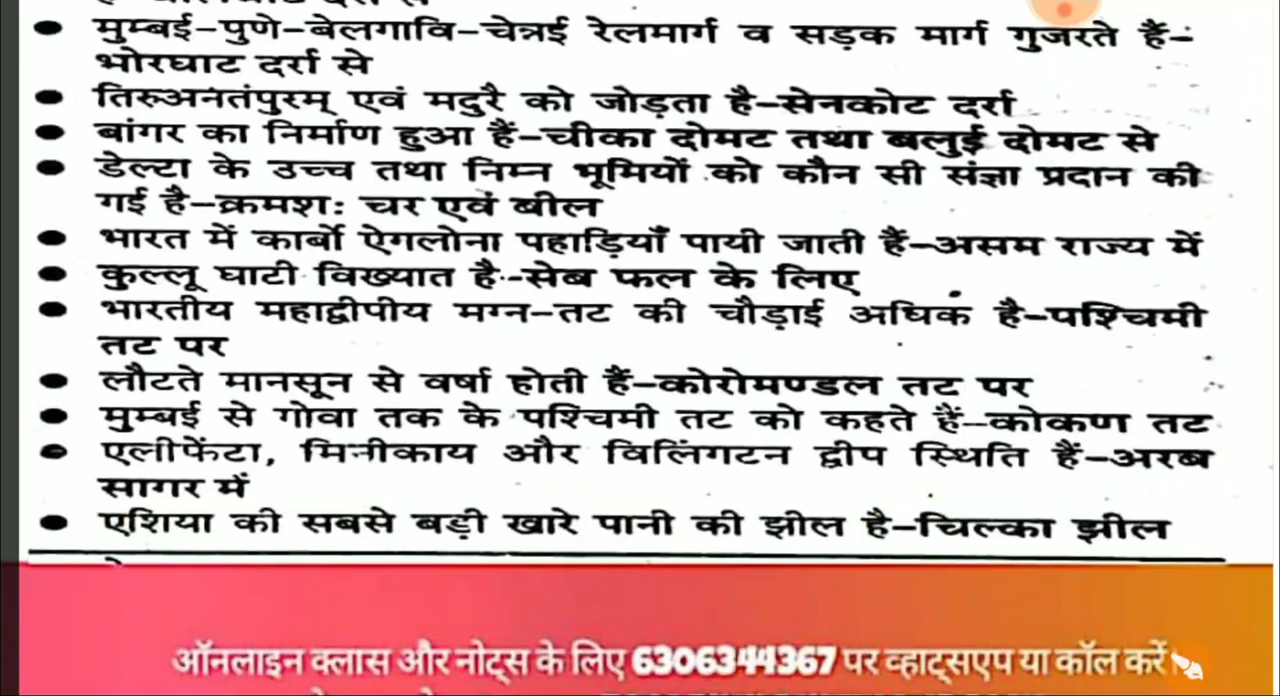 • मुम्बई-पुणे-बेलगावि-चेन्नई रेलमार्ग व सड़क मार्ग गुजरते हैं-
भोरघाट दर्रा से
• तिरुअनतंपुरम् एवं मदुरै को जोड़ता है-सेनकोट दर्रा
• बांगर का निर्माण हुआ हैं-चीका दोमट तथा बलुई दोमट से
• डेल्टा के उच्च तथा निम्न भूमियों को कौन सी संज्ञा प्रदान की
गई है-क्रमशः चर एवं बील
• भारत में कार्बो ऐगलोना पहाड़ियाँ पायी जाती हैं-असम राज्य में
• कुल्लू घाटी विख्यात है-सेब फल के लिए
• भारतीय महाद्वीपीय मग्न-तट की चौड़ाई अधिक है-पश्चिमी
तट पर
• लौटते मानसून से वर्षा होती हैं-कोरोमण्डल तट पर
• मुम्बई से गोवा तक के पश्चिमी तट को कहते हैं-कोकण तट
• एलीफेंटा, मिनीकाय और विलिंगटन द्वीप स्थिति हैं-अरब
सागर में
• एशिया की सबसे बड़ी खारे पानी की झील है-चिल्का झील
ऑनलाइन क्लास और नोट्स के लिए 6306344367 पर व्हाट्सएप या कॉल करें